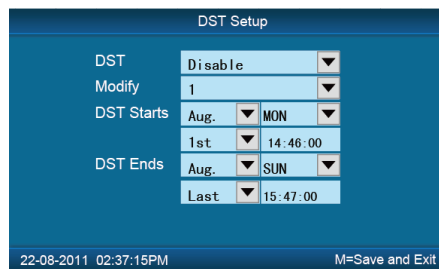 DST Setup
DST Disable
Modify 1
DST Starts Aug. MON
1st 14:46:00
DST Ends Aug. SUN
Last 15:47:00
22-08-2011 02:37:15PM M=Save and Exit